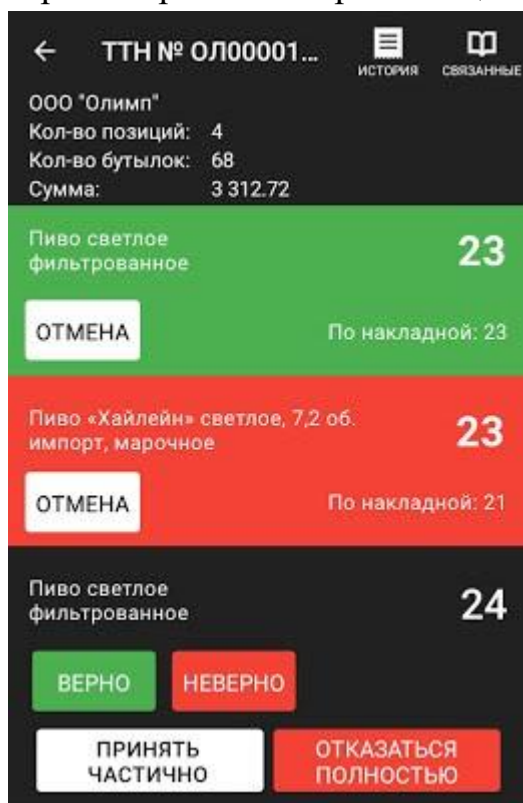 ТТН № ОЛ00001...
ИСТОРИЯ
СВЯЗАННЫЕ
ООО "Олимп"
Кол-во позиций: 4
Кол-во бутылок: 68
Сумма: 3 312.72
Пиво светлое
фильтрованное
23
ОТМЕНА
По накладной: 23
Пиво «Хайлейн» светлое, 7,2 об.
импорт, марочное
23
ОТМЕНА
По накладной: 21
Пиво светлое
фильтрованное
24
ВЕРНО
НЕВЕРНО
ПРИНЯТЬ
ЧАСТИЧНО
ОТКАЗАТЬСЯ
ПОЛНОСТЬЮ